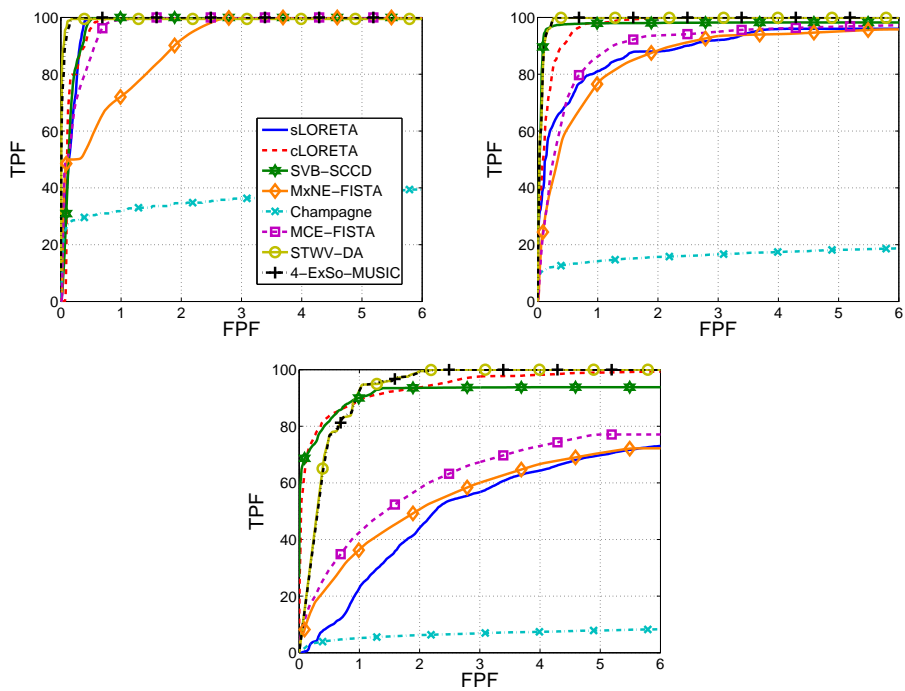 100
80
60
40
20
0
TPF
0 1 2 3 4 5 6
FPF
sLORETA
cLORETA
SVB−SCCD
MxNE−FISTA
Champagne
MCE−FISTA
STWV−DA
4−ExSo−MUSIC
100
80
60
40
20
0
TPF
0 1 2 3 4 5 6
FPF
100
80
60
40
20
0
TPF
0 1 2 3 4 5 6
FPF